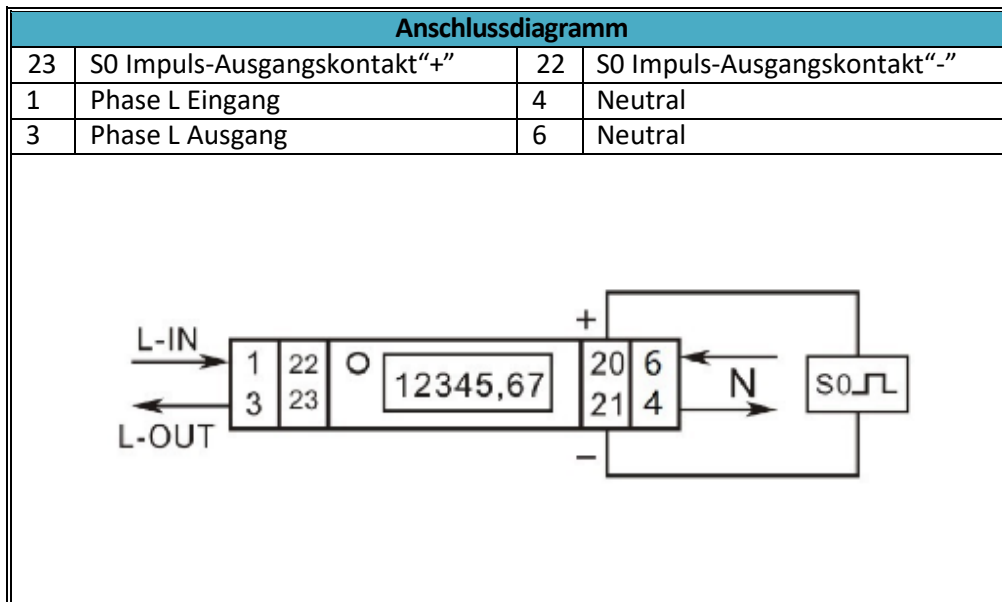 Anschlussdiagramm
23 S0 Impuls-Ausgangskontakt“+” 22 S0 Impuls-Ausgangskontakt“-”
1 Phase L Eingang 4 Neutral
3 Phase L Ausgang 6 Neutral
+
L-IN
1 22 12345,67 20 6
3 23 21 4
N
S0
L-OUT
–